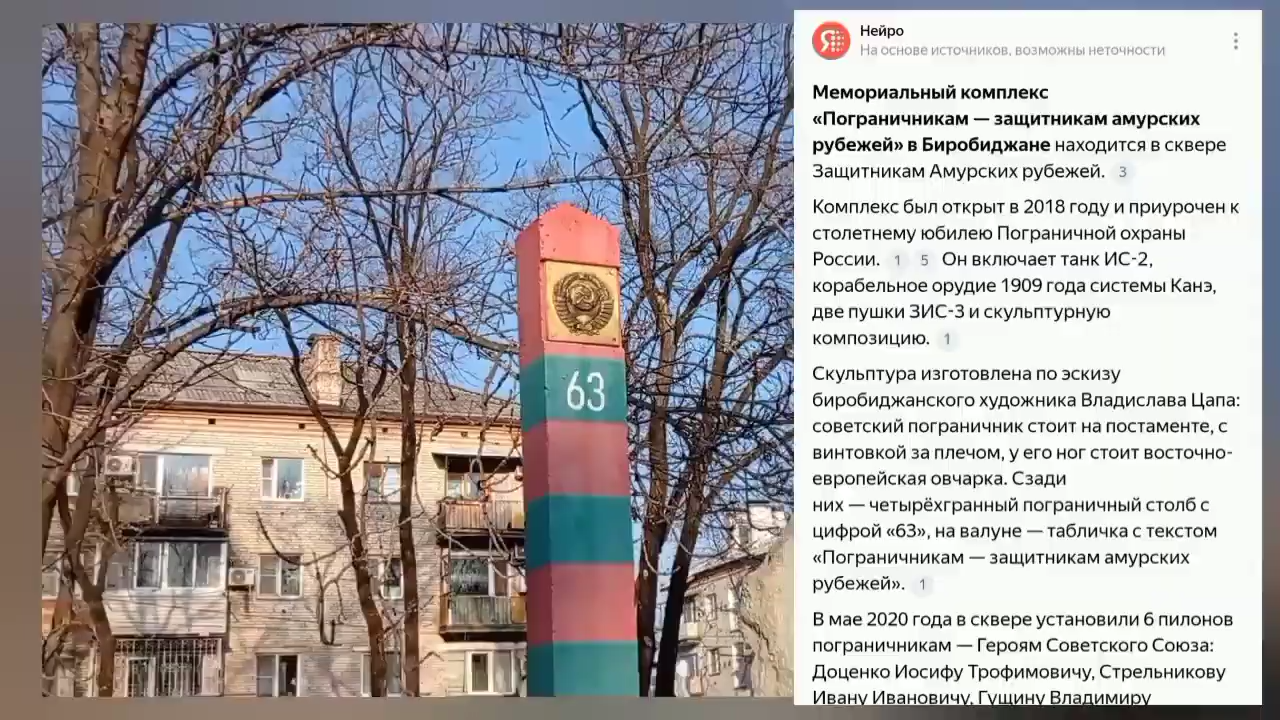 63
Нейро
На основе источников, возможны неточности
Мемориальный комплекс
«Пограничникам — защитникам амурских
рубежей» в Биробиджане находится в сквере
Защитникам Амурских рубежей. 3
Комплекс был открыт в 2018 году и приурочен к
столетнему юбилею Пограничной охраны
России. 1 5 Он включает танк ИС-2,
корабельное орудие 1909 года системы Канэ,
две пушки ЗИС-3 и скульптурную
композицию. 1
Скульптура изготовлена по эскизу
биробиджанского художника Владислава Цапа:
советский пограничник стоит на постаменте, с
винтовкой за плечом, у его ног стоит восточно-
европейская овчарка. Сзади
них — четырёхгранный пограничный столб с
цифрой «63», на валуне — табличка с текстом
«Пограничникам — защитникам амурских
рубежей». 1
В мае 2020 года в сквере установили 6 пилонов
пограничникам — Героям Советского Союза:
Доценко Иосифу Трофимовичу, Стрельникову
Ивану Ивановичу, Гущину Владимиру